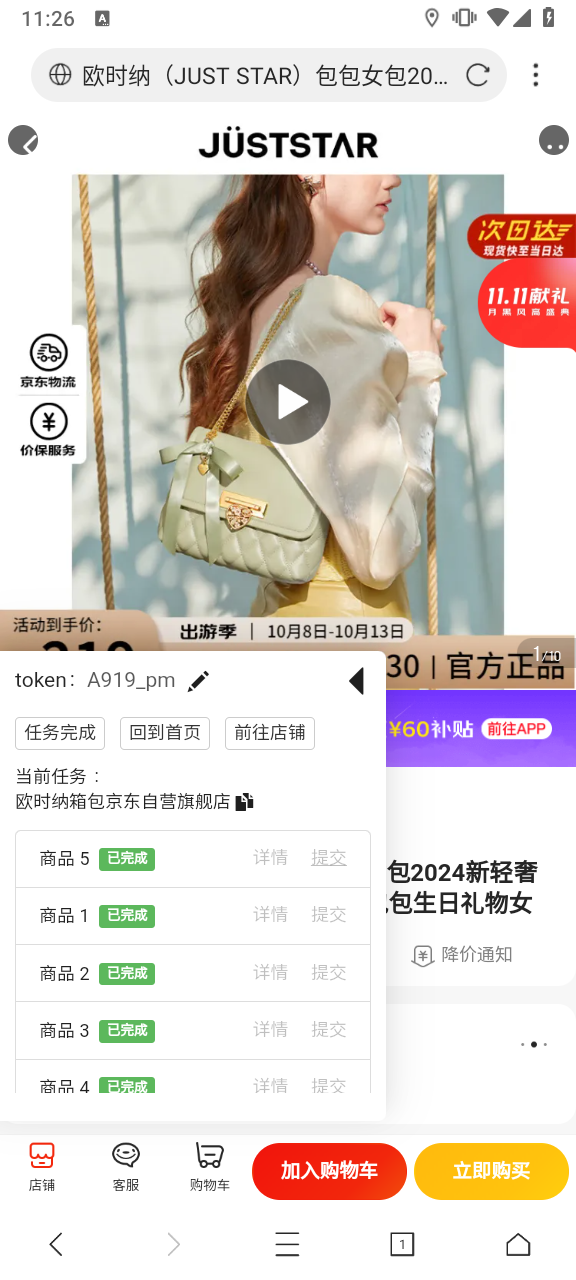 11:26
A
欧时纳（JUST STAR）包包女包20...
JÜSTSTAR
次日达
现货快至当日达
11.11献礼
月黑风高盛典
京东物流
¥
价保服务
活动到手价：
出游季 | 10月8日-10月13日
1/10
30 | 官方正品
token： A919_pm
¥60补贴 前往APP
任务完成 回到首页 前往店铺
当前任务：
欧时纳箱包京东自营旗舰店
商品 5 已完成 详情 提交
包2024新轻奢
包生日礼物女
商品 1 已完成 详情 提交
¥ 降价通知
商品 2 已完成 详情 提交
商品 3 已完成 详情 提交
商品 4 已完成 详情 提交
店铺 客服 购物车 加入购物车 立即购买
1